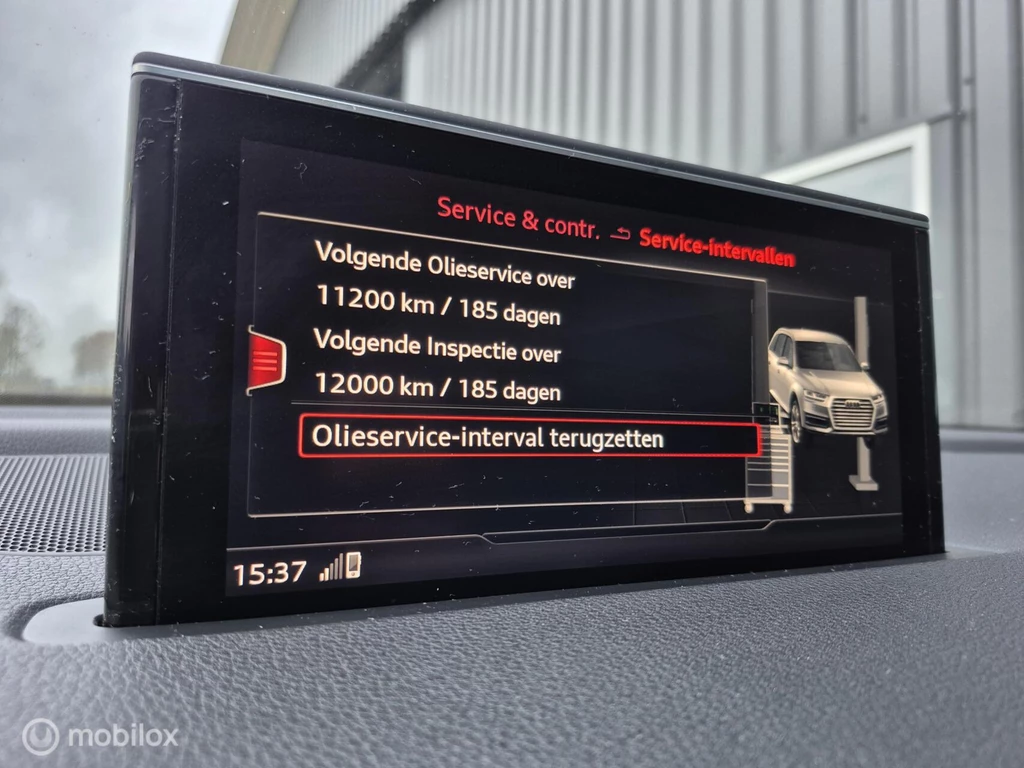 Service & contr. Service-intervallen
Volgende Olieservice over
11200 km / 185 dagen
Volgende Inspectie over
12000 km / 185 dagen
Olieservice-interval terugzetten
15:37
mobilox